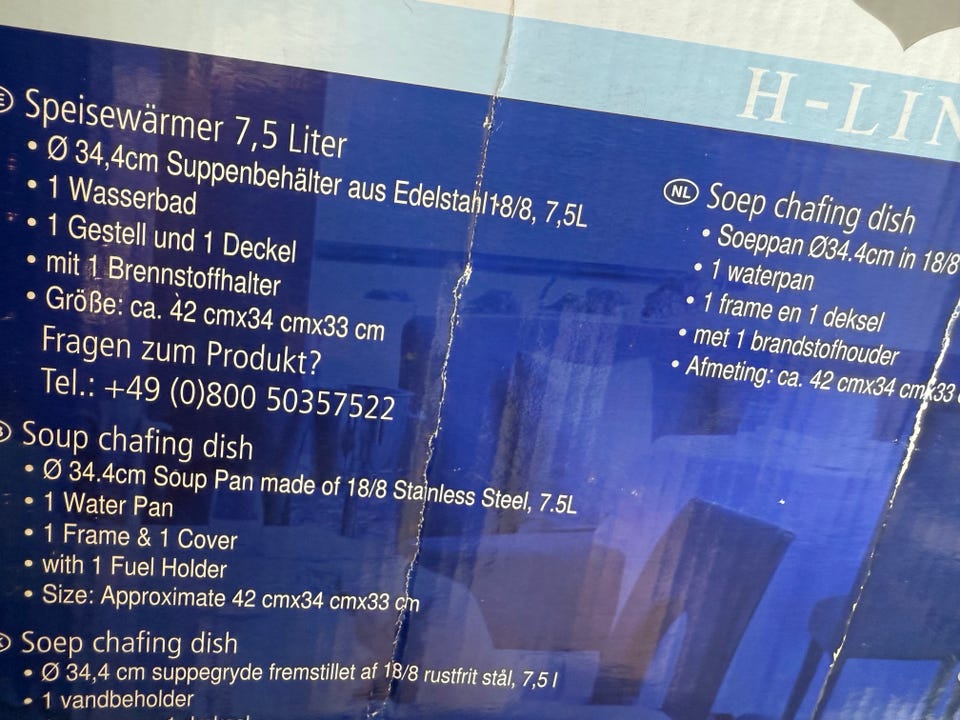 H-LIN
Speisewärmer 7,5 Liter
• Ø 34,4cm Suppenbehälter aus Edelstahl 18/8, 7,5L
• 1 Wasserbad
• 1 Gestell und 1 Deckel
• mit 1 Brennstoffhalter
• Größe: ca. 42 cmx34 cmx33 cm
Fragen zum Produkt?
Tel.: +49 (0)800 50357522
Soup chafing dish
• Ø 34.4cm Soup Pan made of 18/8 Stainless Steel, 7.5L
• 1 Water Pan
• 1 Frame & 1 Cover
• with 1 Fuel Holder
• Size: Approximate 42 cmx34 cmx33 cm
Soep chafing dish
• Ø 34,4 cm suppegryde fremstillet af 18/8 rustfrit stål, 7,5 l
• 1 vandbeholder
NL Soep chafing dish
• Soeppan Ø34.4cm in 18/8
• 1 waterpan
• 1 frame en 1 deksel
• met 1 brandstofhouder
• Afmeting: ca. 42 cmx34 cmx33